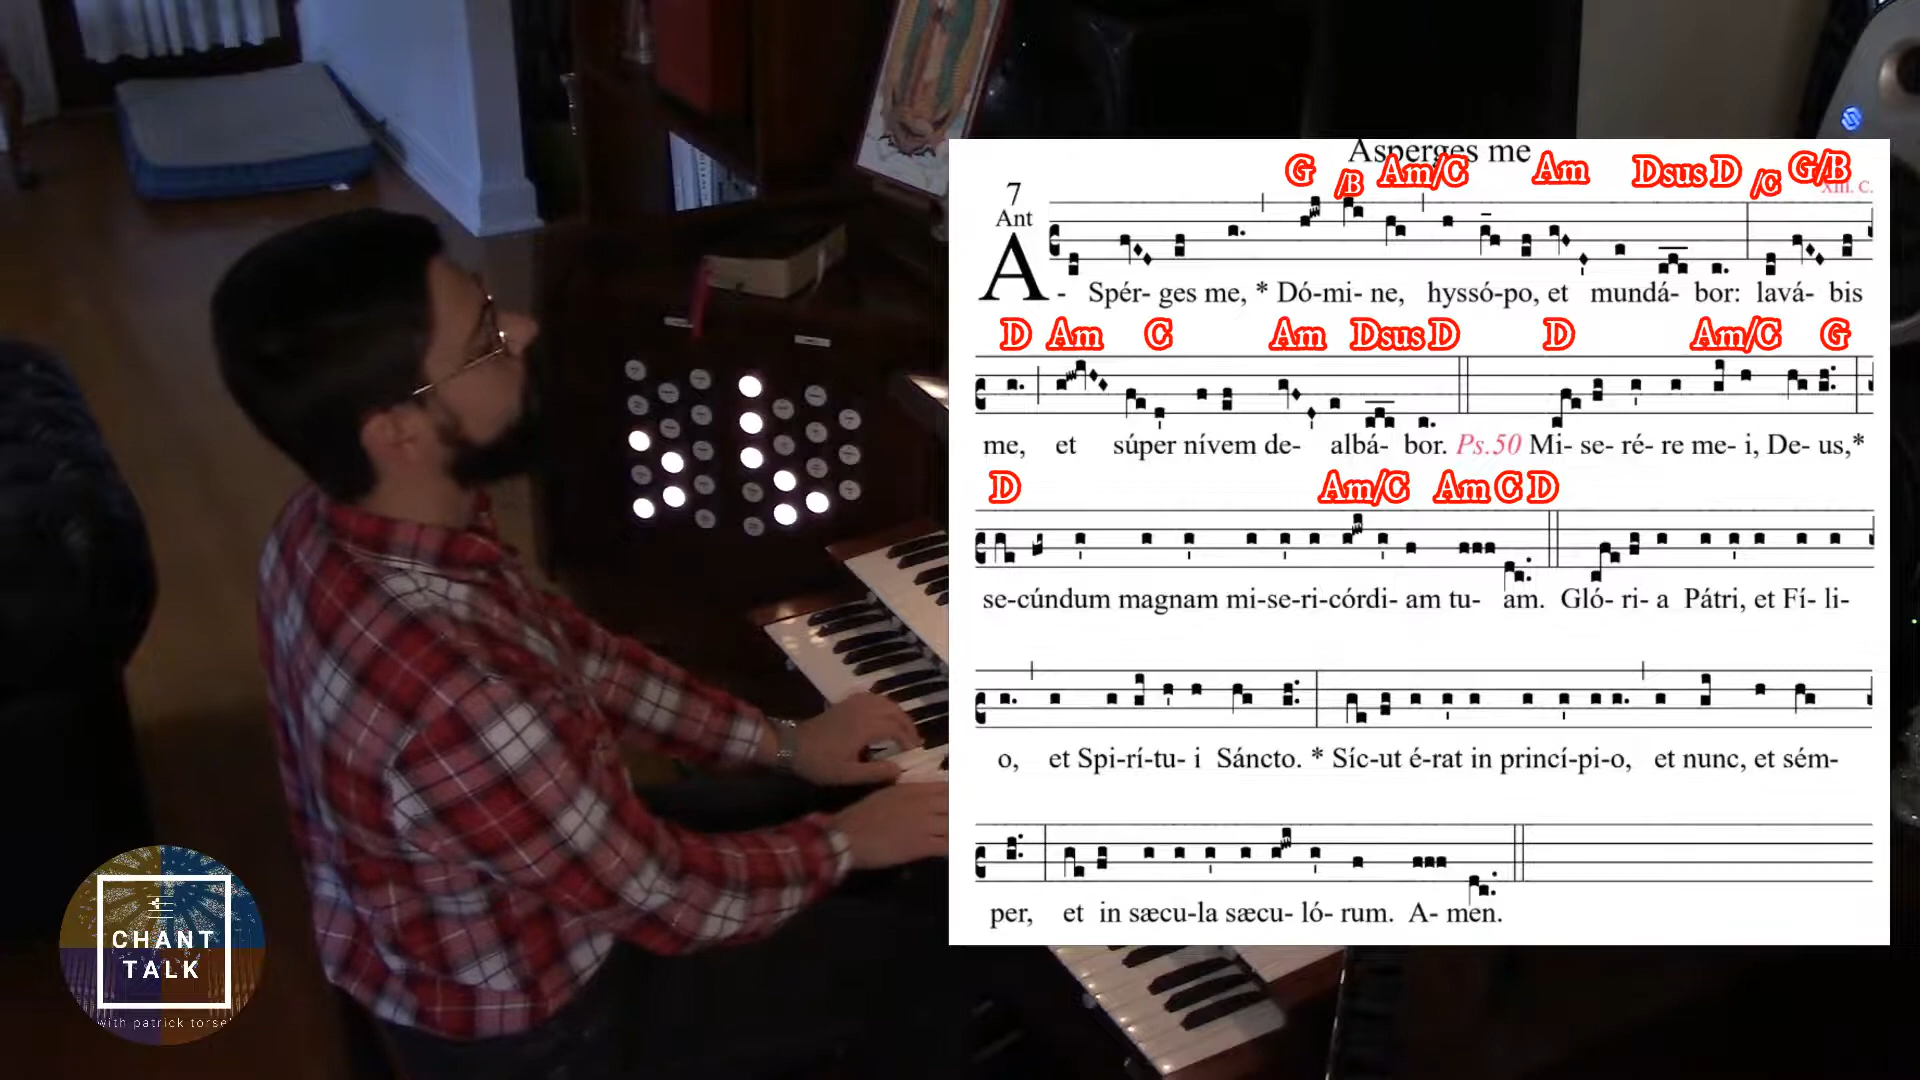 Asperges me
G /B Am/C Am Dsus D /C G/B
7
XIII. C.
Ant
A- Spér- ges me, * Dó-mi- ne, hyssó-po, et mundá- bor: lavá- bis
D Am C Am Dsus D D Am/C G
me, et súper nívem de- albá- bor. Ps.50 Mi- se- ré- re me- i, De- us,*
D Am/C Am C D
se-cúndum magnam mi-se-ri-córdi- am tu- am. Gló- ri- a Pátri, et Fí- li-
o, et Spi-rí-tu- i Sáncto. * Síc-ut é-rat in princí-pi-o, et nunc, et sém-
per, et in sæcu-la sæcu- ló- rum. A- men.
CHANT
TALK
with patrick torsel